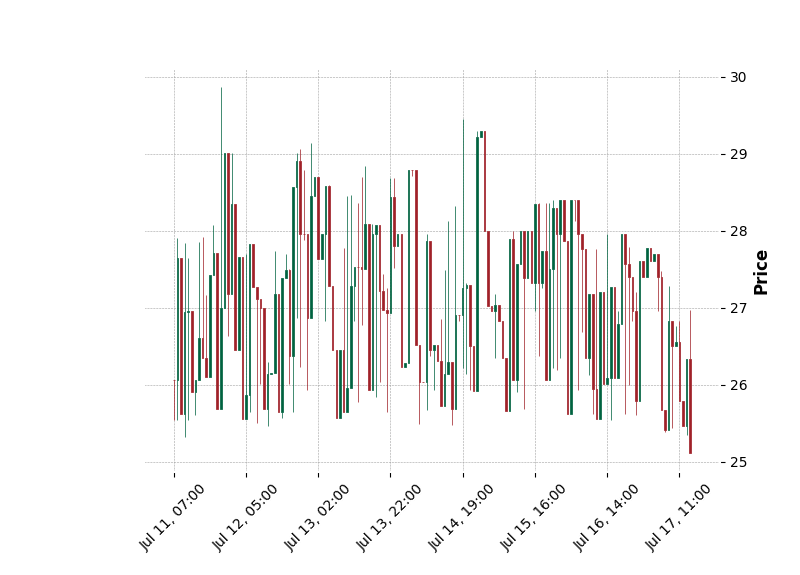 30
29
28
27
26
25
Price
Jul 11, 07:00
Jul 12, 05:00
Jul 13, 02:00
Jul 13, 22:00
Jul 14, 19:00
Jul 15, 16:00
Jul 16, 14:00
Jul 17, 11:00